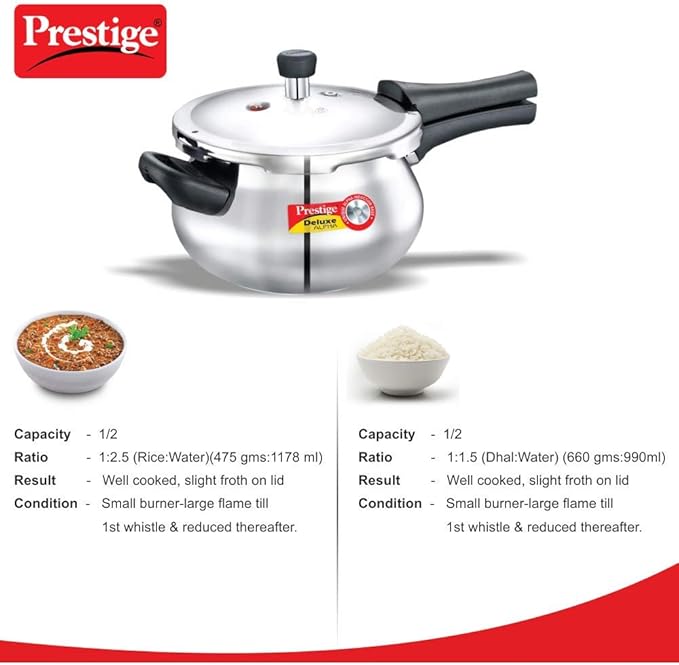 Prestige®
Prestige
Deluxe
ALPHA
Capacity - 1/2
Ratio - 1:2.5 (Rice:Water)(475 gms:1178 ml)
Result - Well cooked, slight froth on lid
Condition - Small burner-large flame till
1st whistle & reduced thereafter.
Capacity - 1/2
Ratio - 1:1.5 (Dhal:Water) (660 gms:990ml)
Result - Well cooked, slight froth on lid
Condition - Small burner-large flame till
1st whistle & reduced thereafter.